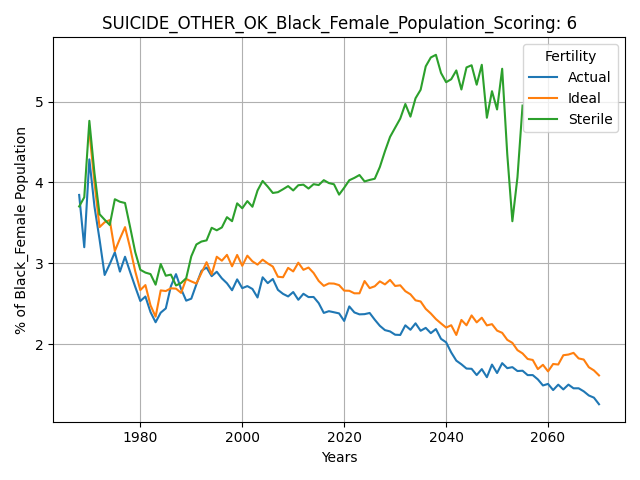 SUICIDE_OTHER_OK_Black_Female_Population_Scoring: 6
Fertility
Actual
Ideal
Sterile
% of Black_Female Population
5
4
3
2
1980
2000
2020
2040
2060
Years